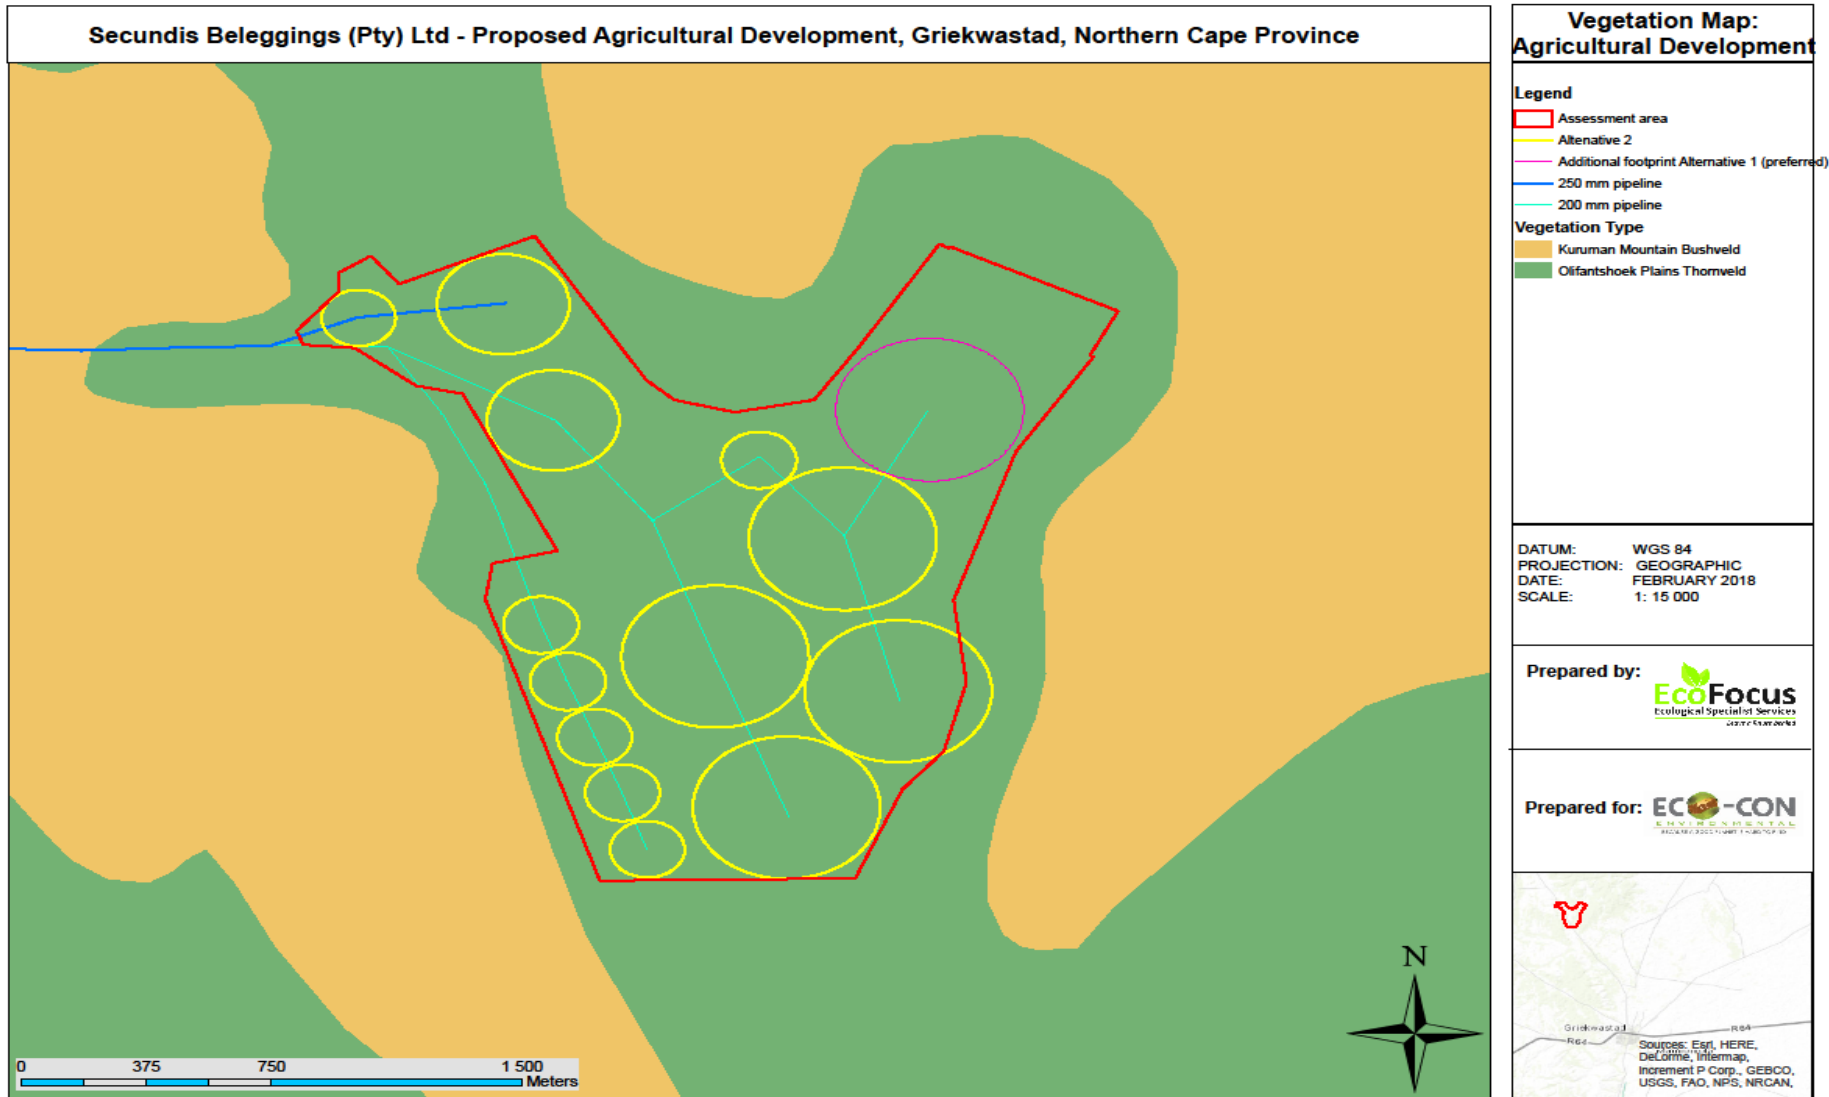 Secundis Beleggings (Pty) Ltd - Proposed Agricultural Development, Griekwastad, Northern Cape Province
Vegetation Map:
Agricultural Development
Legend
Assessment area
Altenative 2
Additional footprint Alternative 1 (preferred)
250 mm pipeline
200 mm pipeline
Vegetation Type
Kuruman Mountain Bushveld
Olifantshoek Plains Thornveld
DATUM: WGS 84
PROJECTION: GEOGRAPHIC
DATE: FEBRUARY 2018
SCALE: 1: 15 000
Prepared by:
EcoFocus
Ecological Specialist Services
Prepared for:
ECO-CON
ENVIRONMENTAL
Griekwastad
R64
R64
Sources: Esri, HERE,
DeLorme, Intermap,
Increment P Corp., GEBCO,
USGS, FAO, NPS, NRCAN,
N
0 375 750 1 500
Meters